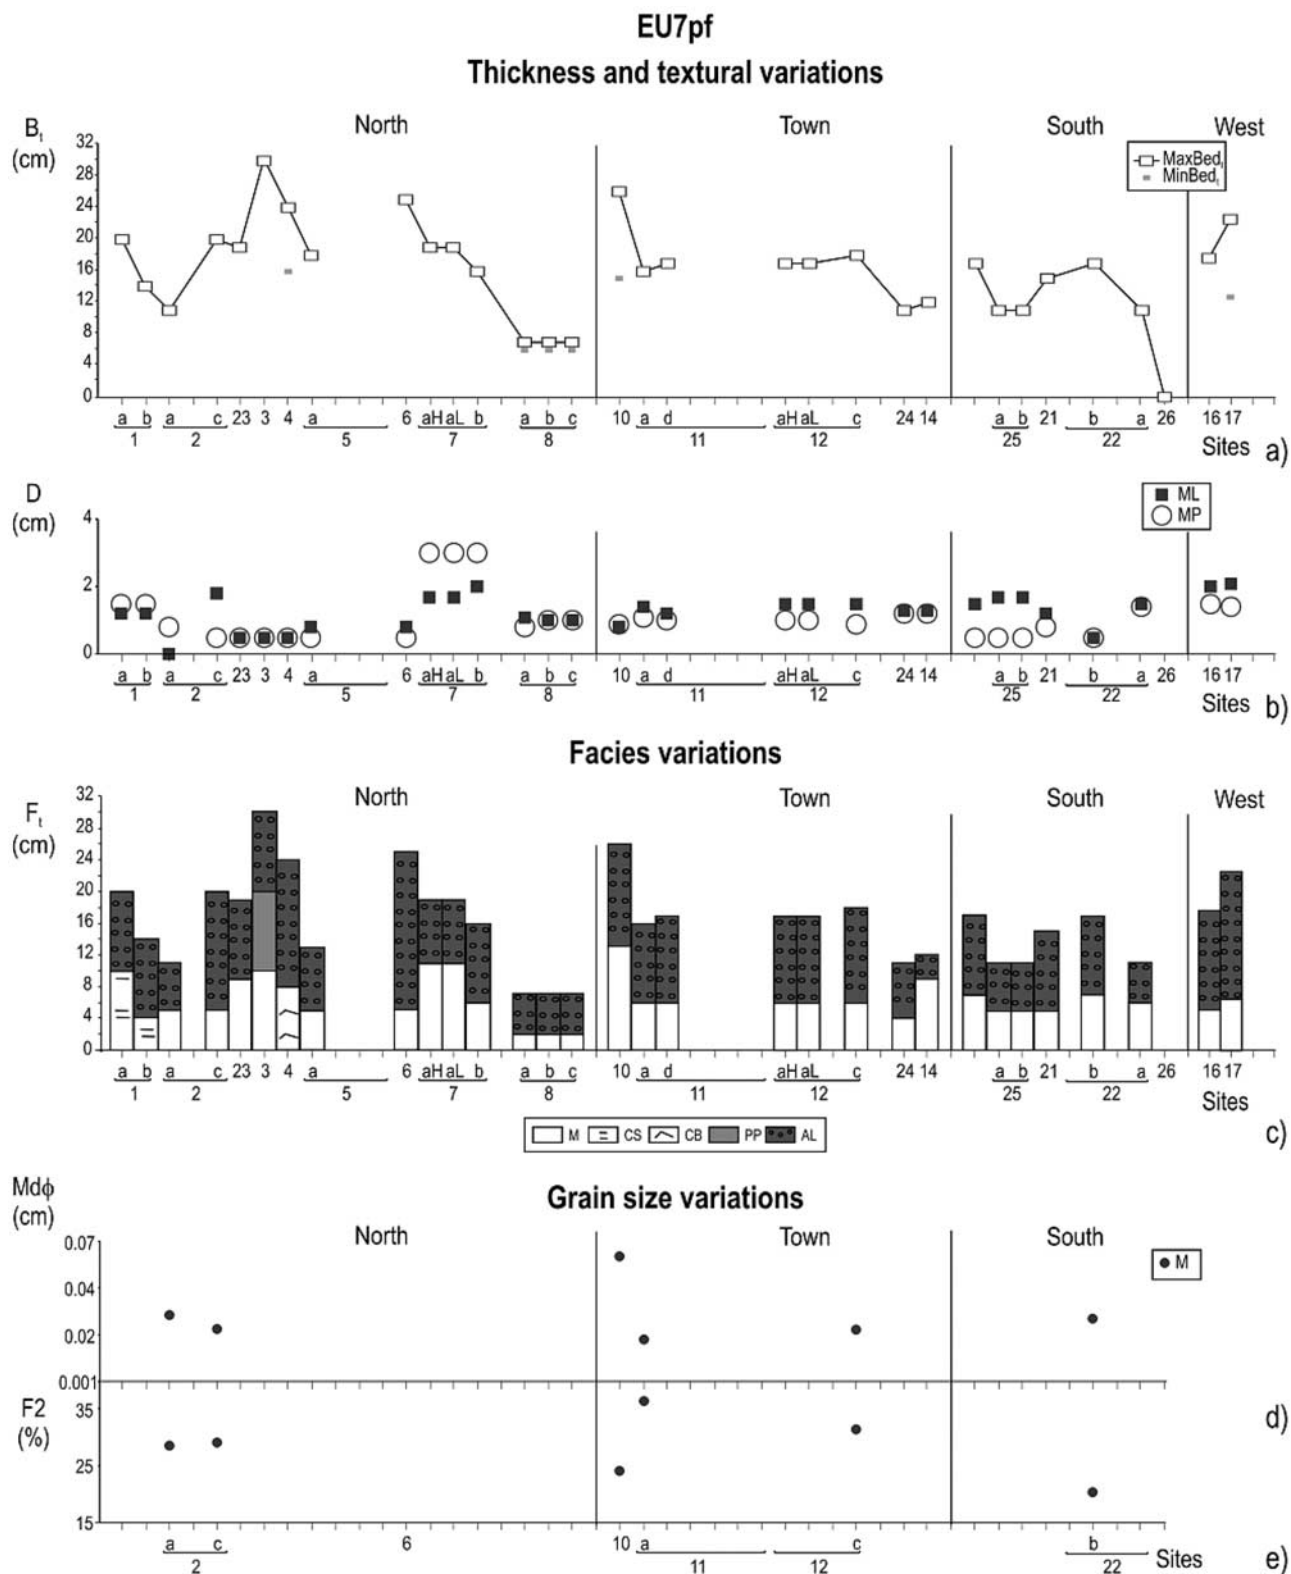 EU7pf
Thickness and textural variations
Bt
(cm)
North
Town
South
West
MaxBedt
MinBedt
32
28
24
20
16
12
8
4
0
a b a c 23 3 4 a 6 aH aL b a b c 10 a d aH aL c 24 14 a b 21 b a 26 16 17
1 2 5 7 8 11 12 25 22 Sites
a)
D
(cm)
ML
MP
4
2
0
a b a c 23 3 4 a 6 aH aL b a b c 10 a d aH aL c 24 14 a b 21 b a 26 16 17
1 2 5 7 8 11 12 25 22 Sites
b)
Facies variations
Ft
(cm)
North
Town
South
West
32
28
24
20
16
12
8
4
0
a b a c 23 3 4 a 6 aH aL b a b c 10 a d aH aL c 24 14 a b 21 b a 26 16 17
1 2 5 7 8 11 12 25 22 Sites
M CS CB PP AL
c)
Mdϕ
(cm)
Grain size variations
North
Town
South
M
0.07
0.04
0.02
0.001
d)
F2
(%)
35
25
15
a c 10 a c b
2 6 11 12 22 Sites
e)